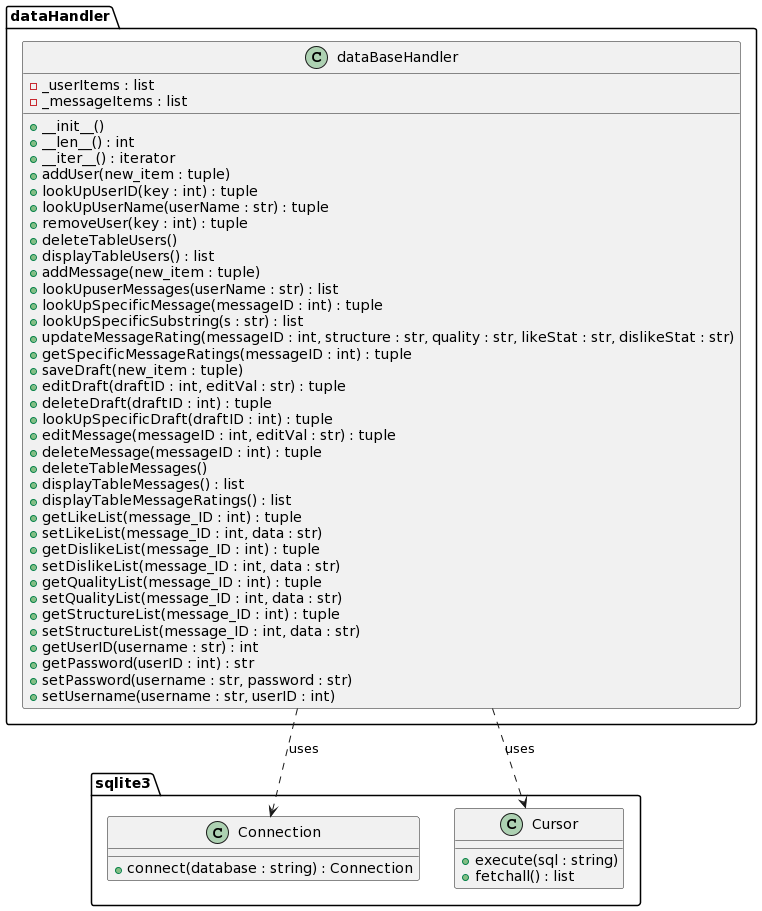 dataHandler
C dataBaseHandler
_userItems : list
_messageItems : list
__init__()
__len__() : int
__iter__() : iterator
addUser(new_item : tuple)
lookUpUserID(key : int) : tuple
lookUpUserName(userName : str) : tuple
removeUser(key : int) : tuple
deleteTableUsers()
displayTableUsers() : list
addMessage(new_item : tuple)
lookUpuserMessages(userName : str) : list
lookUpSpecificMessage(messageID : int) : tuple
lookUpSpecificSubstring(s : str) : list
updateMessageRating(messageID : int, structure : str, quality : str, likeStat : str, dislikeStat : str)
getSpecificMessageRatings(messageID : int) : tuple
saveDraft(new_item : tuple)
editDraft(draftID : int, editVal : str) : tuple
deleteDraft(draftID : int) : tuple
lookUpSpecificDraft(draftID : int) : tuple
editMessage(messageID : int, editVal : str) : tuple
deleteMessage(messageID : int) : tuple
deleteTableMessages()
displayTableMessages() : list
displayTableMessageRatings() : list
getLikeList(message_ID : int) : tuple
setLikeList(message_ID : int, data : str)
getDislikeList(message_ID : int) : tuple
setDislikeList(message_ID : int, data : str)
getQualityList(message_ID : int) : tuple
setQualityList(message_ID : int, data : str)
getStructureList(message_ID : int) : tuple
setStructureList(message_ID : int, data : str)
getUserID(username : str) : int
getPassword(userID : int) : str
setPassword(username : str, password : str)
setUsername(username : str, userID : int)
uses
uses
sqlite3
C Connection
connect(database : string) : Connection
C Cursor
execute(sql : string)
fetchall() : list